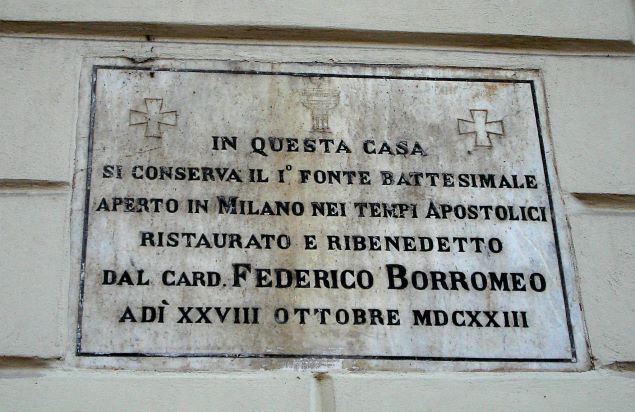 IN QUESTA CASA
SI CONSERVA IL I° FONTE BATTESIMALE
APERTO IN MILANO NEI TEMPI APOSTOLICI
RISTAURATO E RIBENEDETTO
DAL CARD. FEDERICO BORROMEO
ADÌ XXVIII OTTOBRE MDCXXIII